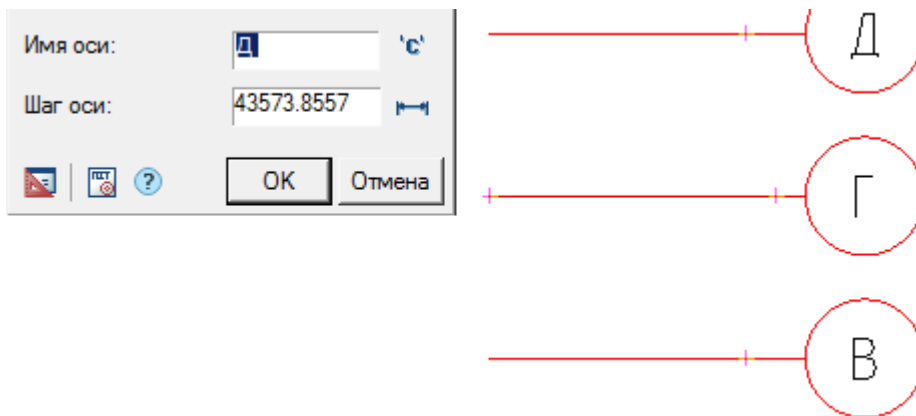 Имя оси:
Д
'C'
Шаг оси:
43573.8557
OK
Отмена
?
Д
Г
В